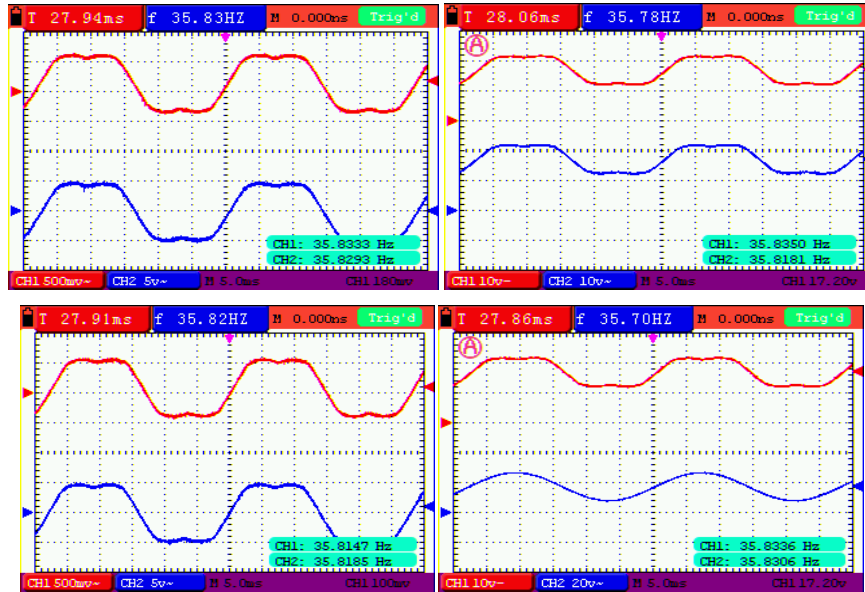 T 27.94ms f 35.83HZ M 0.000ns Trig'd
CH1: 35.8333 Hz
CH2: 35.8293 Hz
CH1 500mv~ CH2 5v~ M 5.0ms CH1 180mv
T 28.06ms f 35.78HZ M 0.000ns Trig'd
A
CH1: 35.8350 Hz
CH2: 35.8181 Hz
CH1 10v- CH2 10v~ M 5.0ms CH1 17.20v
T 27.91ms f 35.82HZ M 0.000ns Trig'd
CH1: 35.8147 Hz
CH2: 35.8185 Hz
CH1 500mv~ CH2 5v~ M 5.0ms CH1 100mv
T 27.86ms f 35.70HZ M 0.000ns Trig'd
A
CH1: 35.8336 Hz
CH2: 35.8306 Hz
CH1 10v- CH2 20v~ M 5.0ms CH1 17.20v